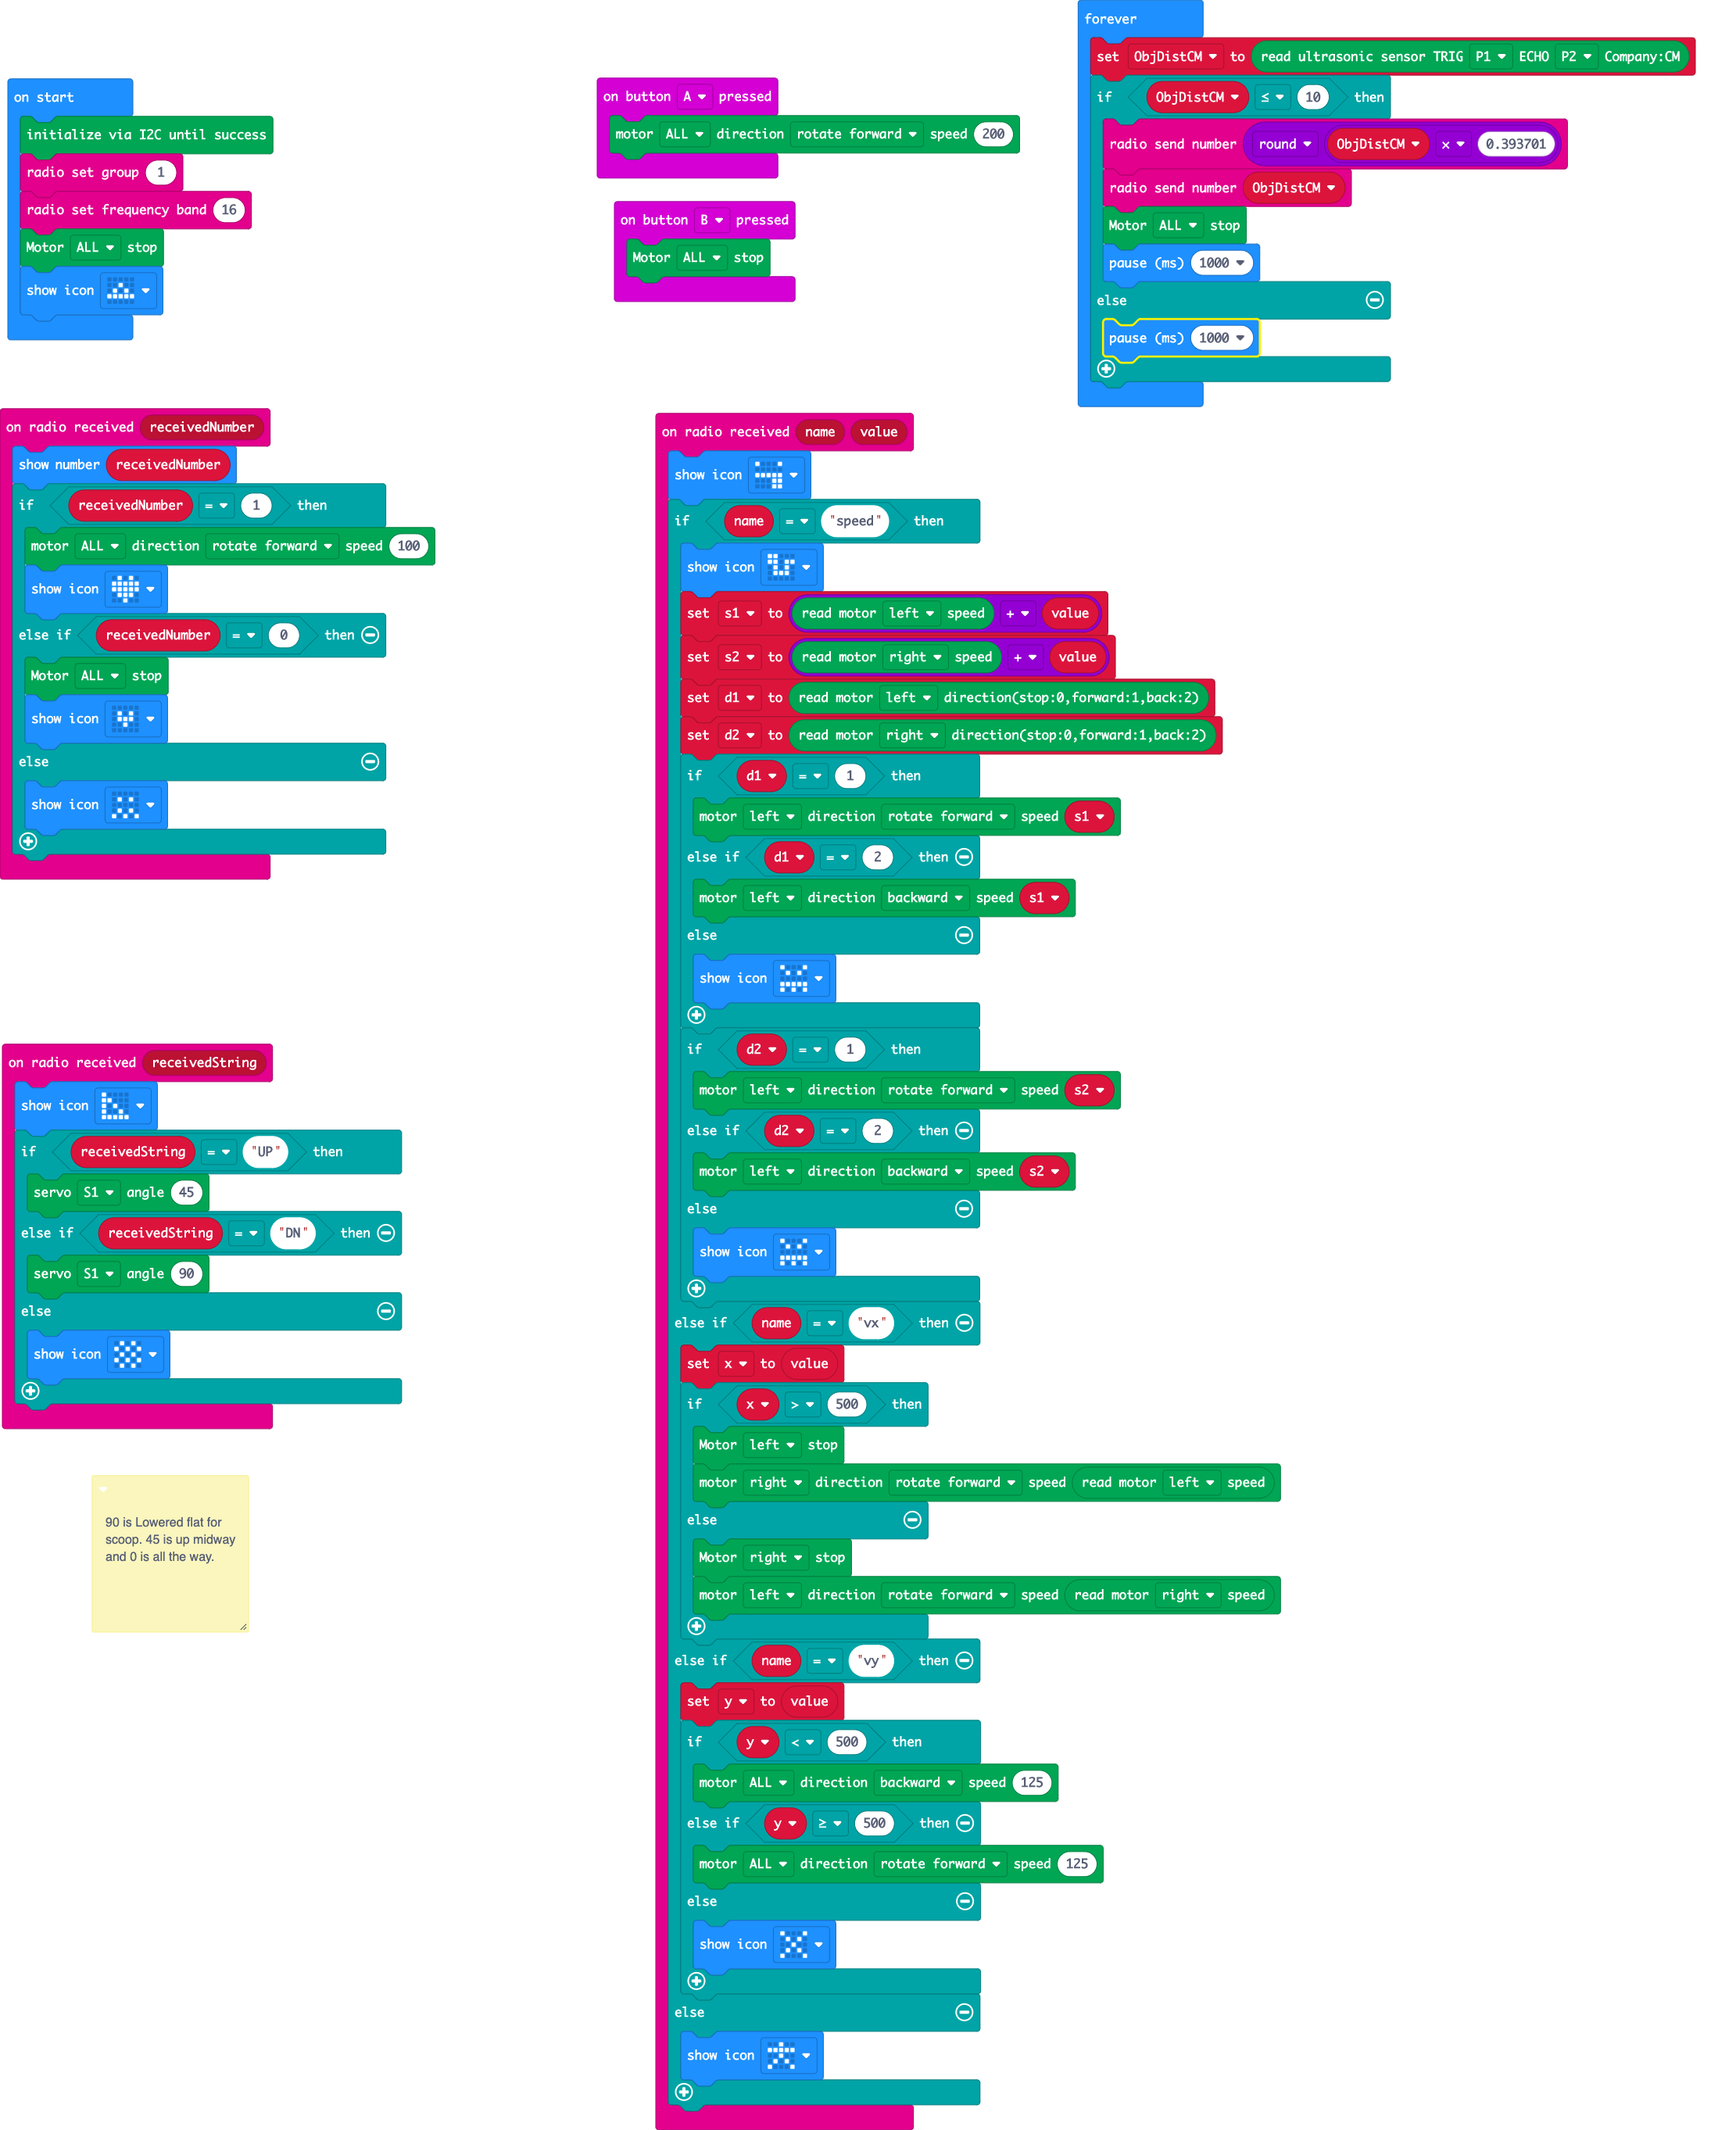 on start
initialize via I2C until success
radio set group 1
radio set frequency band 16
Motor ALL stop
show icon
on button A pressed
motor ALL direction rotate forward speed 200
on button B pressed
Motor ALL stop
forever
set ObjDistCM to read ultrasonic sensor TRIG P1 ECHO P2 Company:CM
if ObjDistCM ≤ 10 then
radio send number round ObjDistCM × 0.393701
radio send number ObjDistCM
Motor ALL stop
pause (ms) 1000
else
pause (ms) 1000
on radio received receivedNumber
show number receivedNumber
if receivedNumber = 1 then
motor ALL direction rotate forward speed 100
show icon
else if receivedNumber = 0 then
Motor ALL stop
show icon
else
show icon
on radio received receivedString
show icon
if receivedString = "UP" then
servo S1 angle 45
else if receivedString = "DN" then
servo S1 angle 90
else
show icon
90 is Lowered flat for
scoop. 45 is up midway
and 0 is all the way.
on radio received name value
show icon
if name = "speed" then
show icon
set s1 to read motor left speed + value
set s2 to read motor right speed + value
set d1 to read motor left direction(stop:0,forward:1,back:2)
set d2 to read motor right direction(stop:0,forward:1,back:2)
if d1 = 1 then
motor left direction rotate forward speed s1
else if d1 = 2 then
motor left direction backward speed s1
else
show icon
if d2 = 1 then
motor left direction rotate forward speed s2
else if d2 = 2 then
motor left direction backward speed s2
else
show icon
else if name = "vx" then
set x to value
if x > 500 then
Motor left stop
motor right direction rotate forward speed read motor left speed
else
Motor right stop
motor left direction rotate forward speed read motor right speed
else if name = "vy" then
set y to value
if y < 500 then
motor ALL direction backward speed 125
else if y ≥ 500 then
motor ALL direction rotate forward speed 125
else
show icon
else
show icon